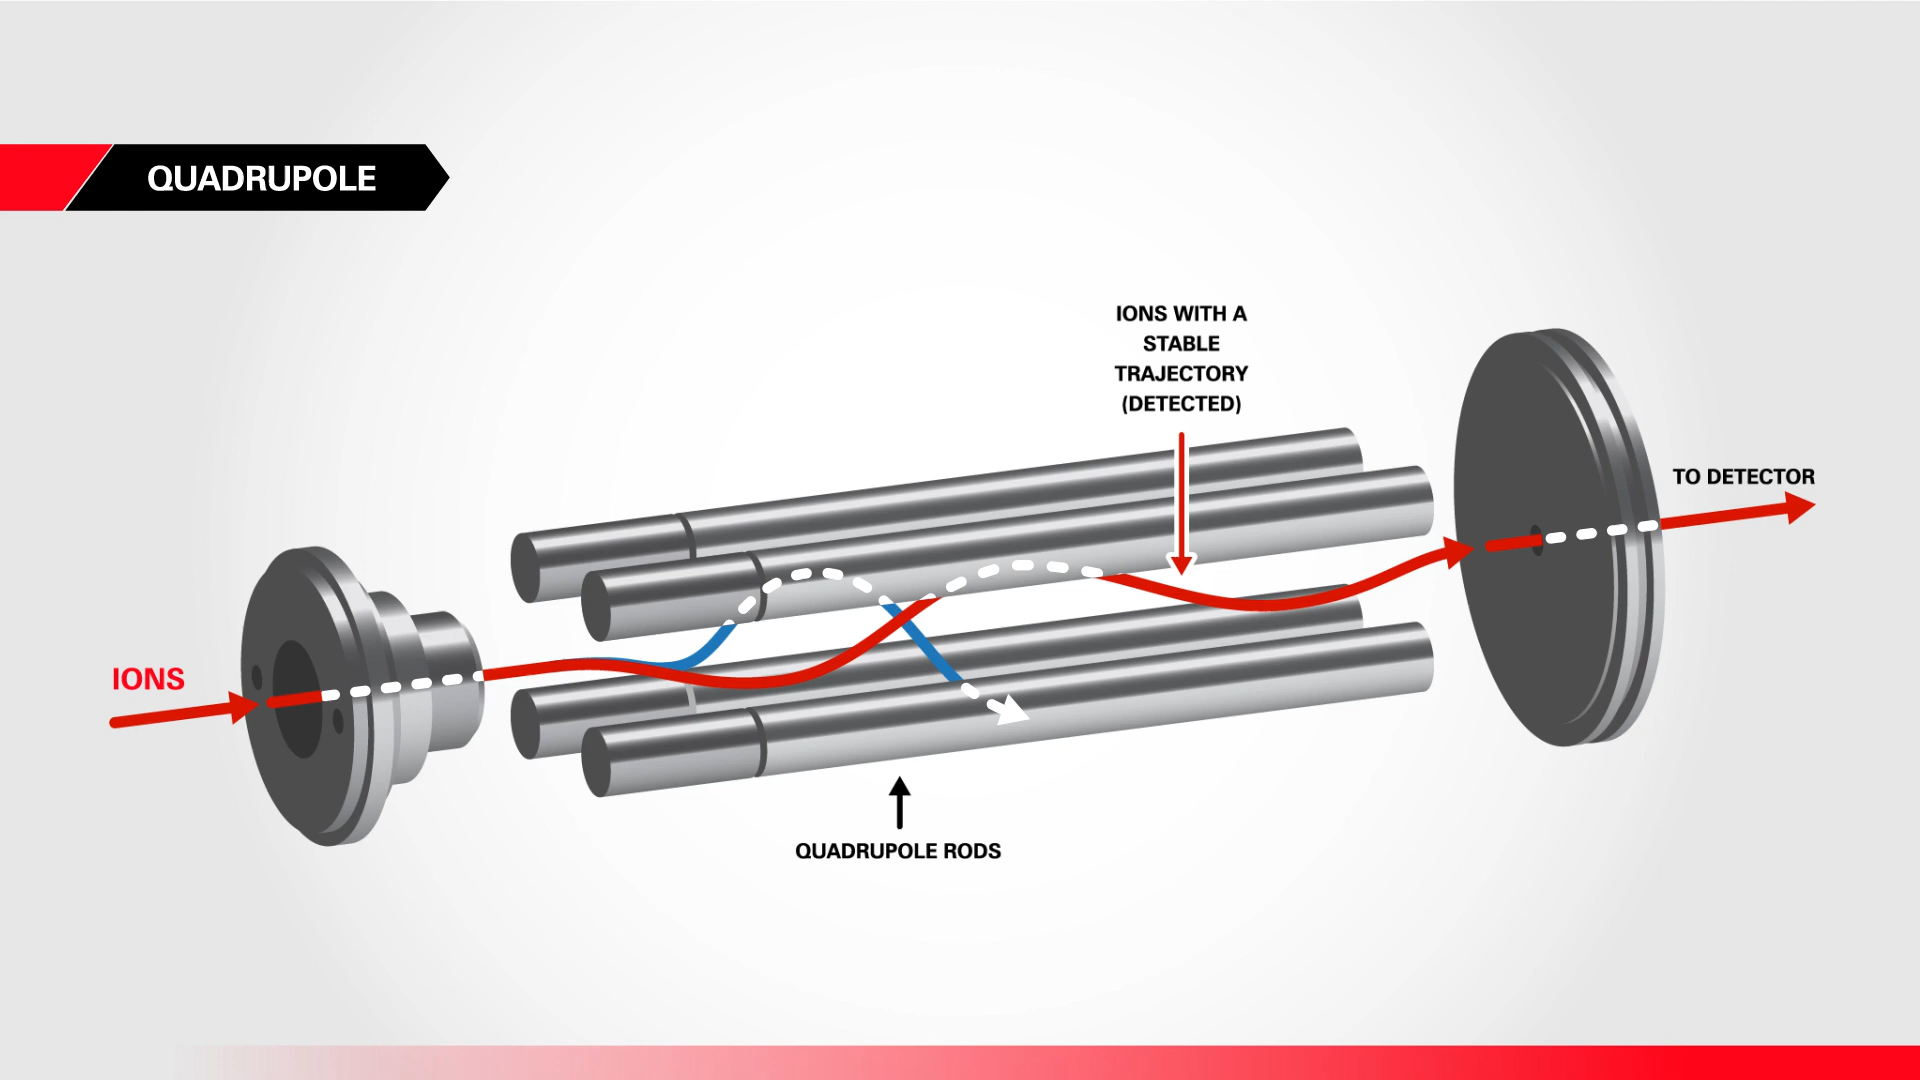 QUADRUPOLE
IONS WITH A
STABLE
TRAJECTORY
(DETECTED)
TO DETECTOR
IONS
QUADRUPOLE RODS